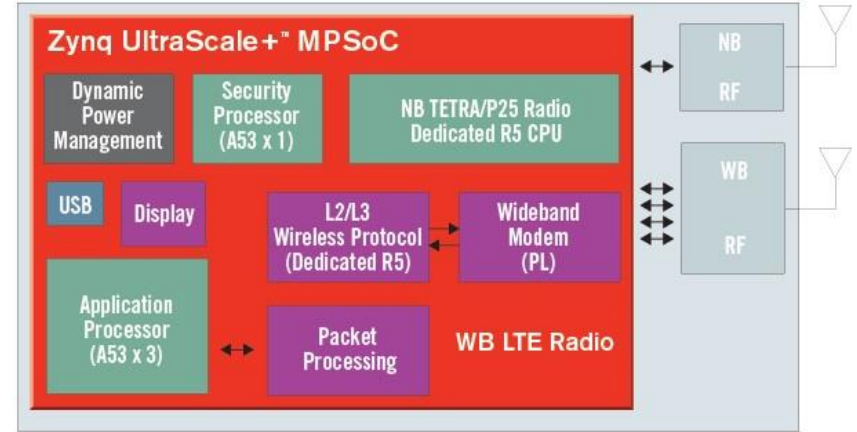 Zynq UltraScale+™ MPSoC
Dynamic
Power
Management
Security
Processor
(A53 x 1)
NB TETRA/P25 Radio
Dedicated R5 CPU
NB
RF
USB
Display
L2/L3
Wireless Protocol
(Dedicated R5)
Wideband
Modem
(PL)
WB
RF
Application
Processor
(A53 x 3)
Packet
Processing
WB LTE Radio